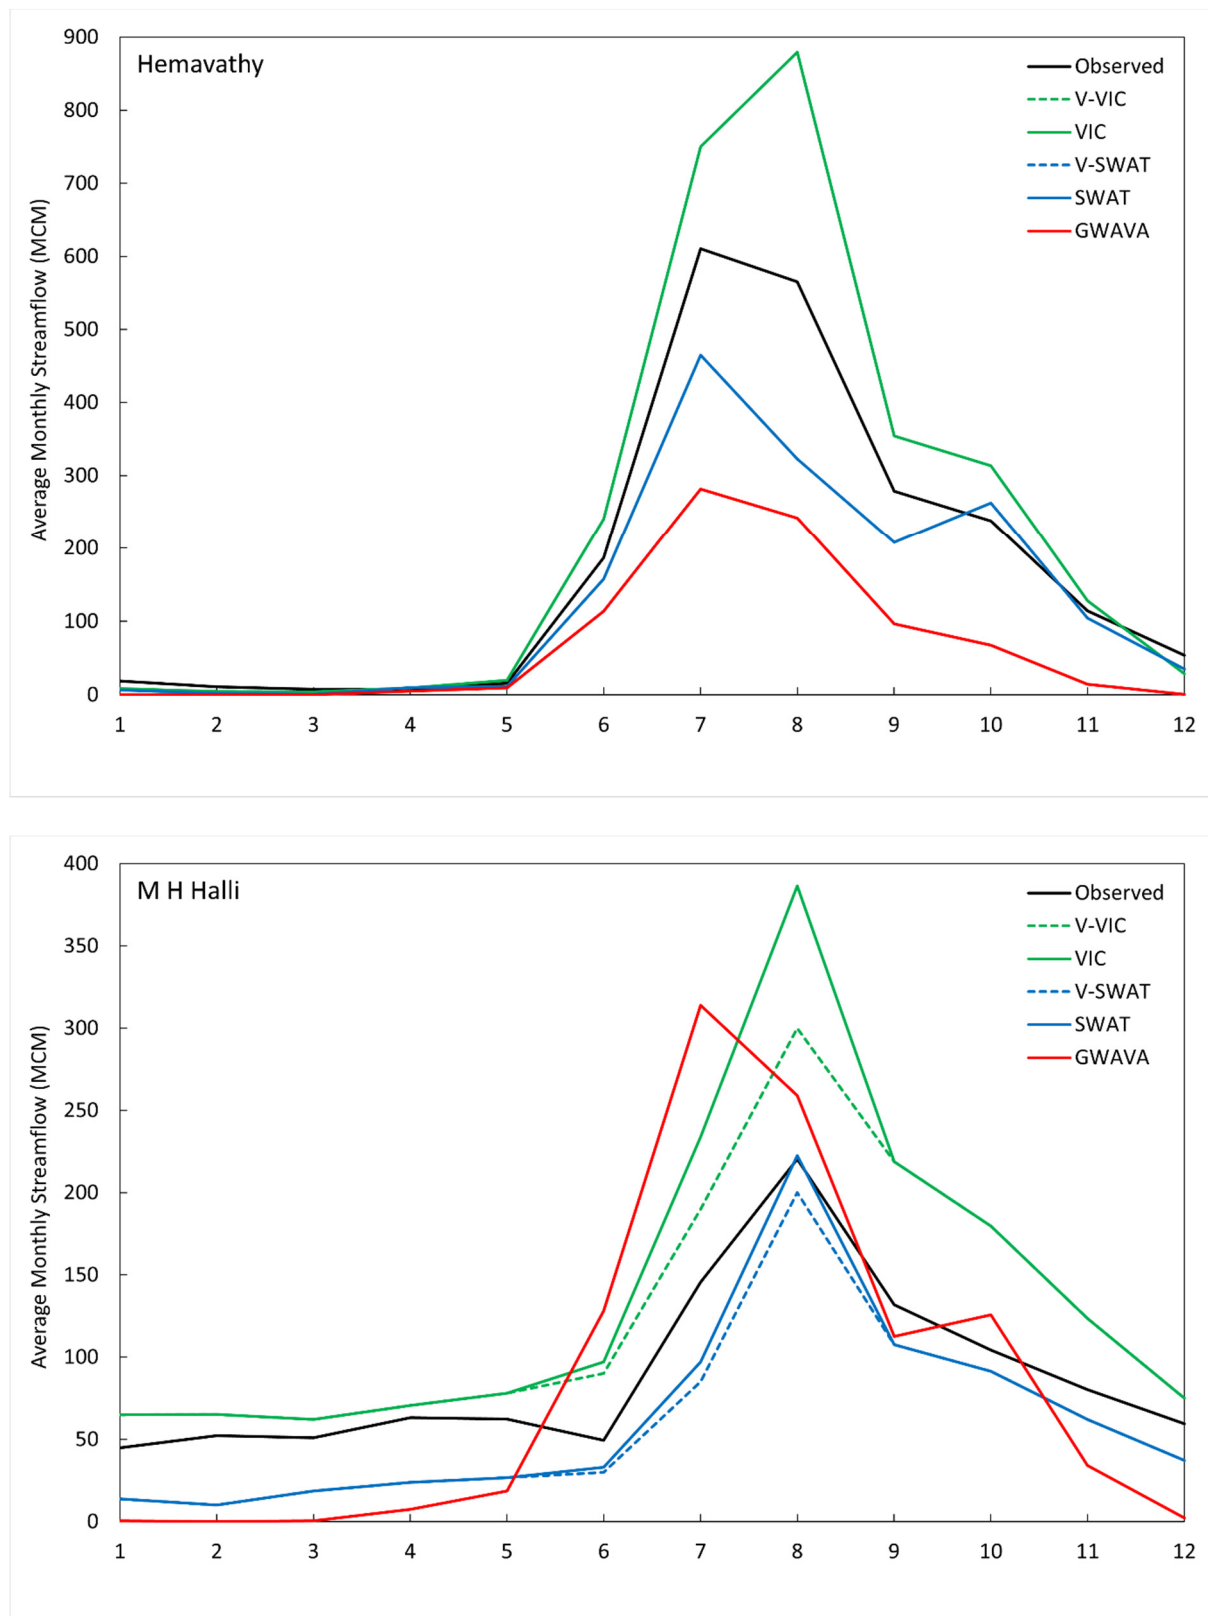 Hemavathy
Average Monthly Streamflow (MCM)
900
800
700
600
500
400
300
200
100
0
1 2 3 4 5 6 7 8 9 10 11 12
Observed
V-VIC
VIC
V-SWAT
SWAT
GWAVA
M H Halli
Average Monthly Streamflow (MCM)
400
350
300
250
200
150
100
50
0
1 2 3 4 5 6 7 8 9 10 11 12
Observed
V-VIC
VIC
V-SWAT
SWAT
GWAVA